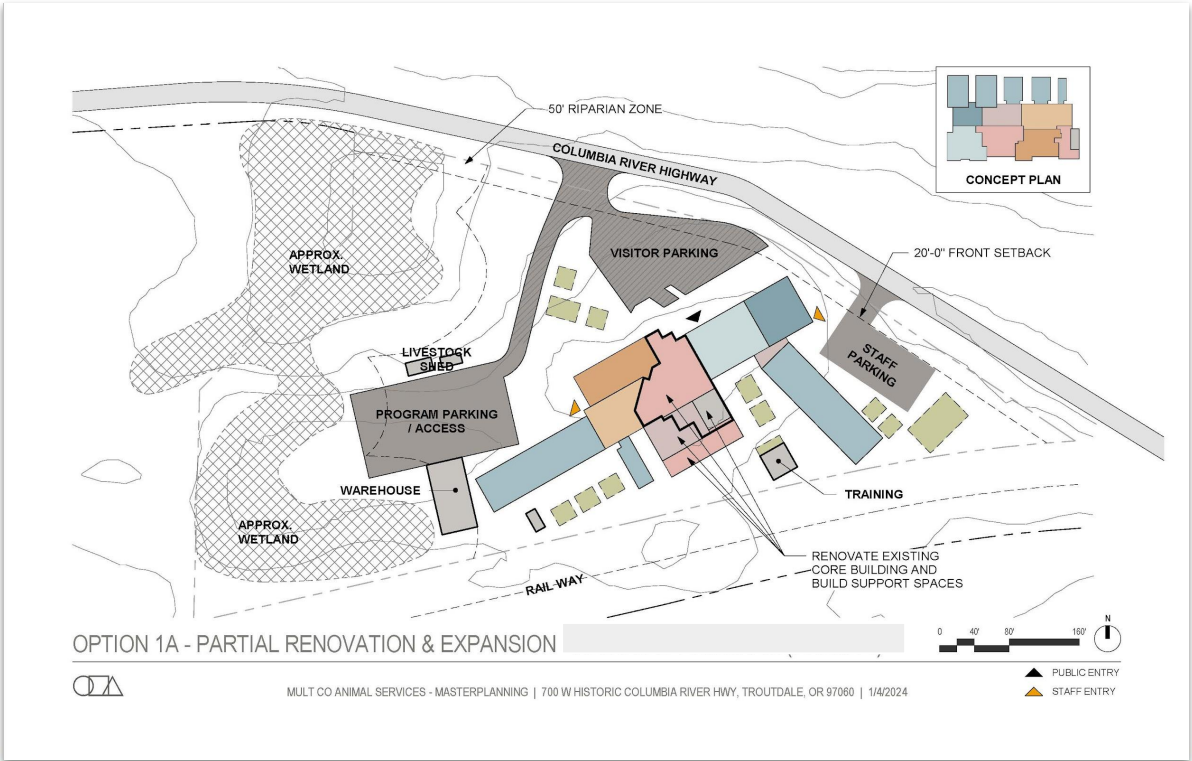 50' RIPARIAN ZONE
COLUMBIA RIVER HIGHWAY
CONCEPT PLAN
APPROX.
WETLAND
VISITOR PARKING
20'-0" FRONT SETBACK
LIVESTOCK
SHED
STAFF
PARKING
PROGRAM PARKING
/ ACCESS
WAREHOUSE
TRAINING
APPROX.
WETLAND
RENOVATE EXISTING
CORE BUILDING AND
BUILD SUPPORT SPACES
RAIL WAY
OPTION 1A - PARTIAL RENOVATION & EXPANSION
0 40' 80' 160'
N
PUBLIC ENTRY
STAFF ENTRY
MULT CO ANIMAL SERVICES - MASTERPLANNING | 700 W HISTORIC COLUMBIA RIVER HWY, TROUTDALE, OR 97060 | 1/4/2024